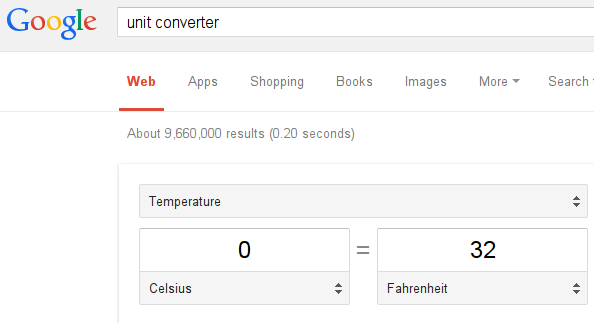 Google unit converter
Web Apps Shopping Books Images More Search
About 9,660,000 results (0.20 seconds)
Temperature
0 = 32
Celsius Fahrenheit